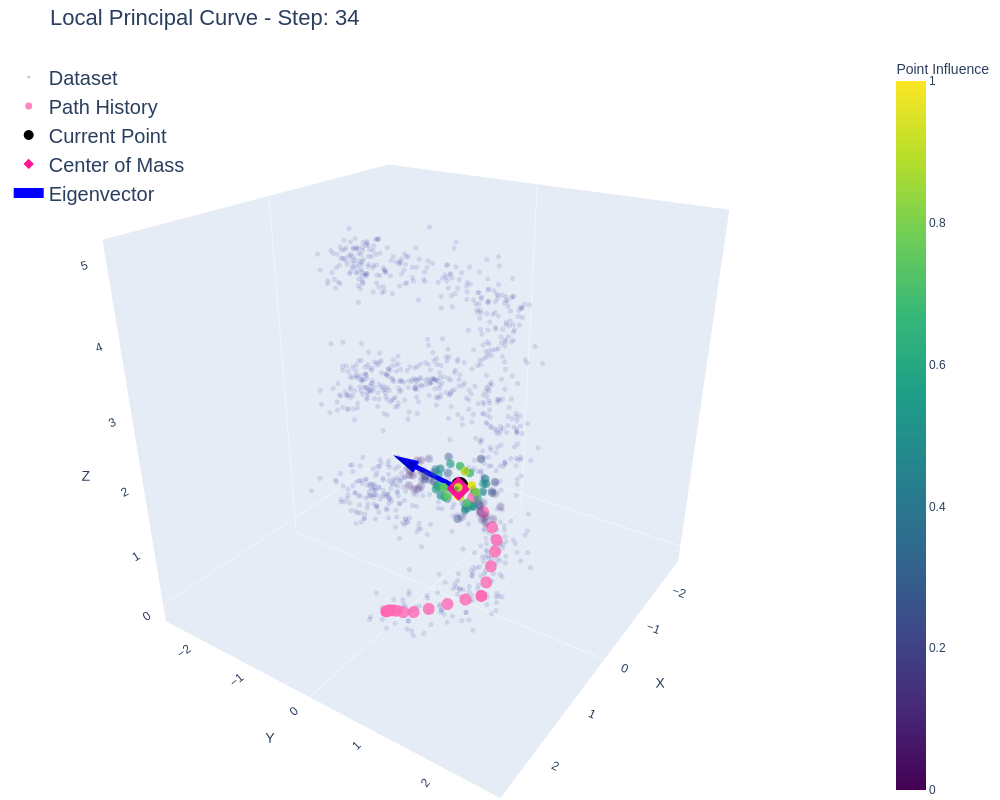 Local Principal Curve - Step: 34
Dataset
Path History
Current Point
Center of Mass
Eigenvector
Point Influence
1
0.8
0.6
0.4
0.2
0
5
4
3
2
1
0
Z
−2
−1
0
1
2
Y
−2
−1
0
1
2
X